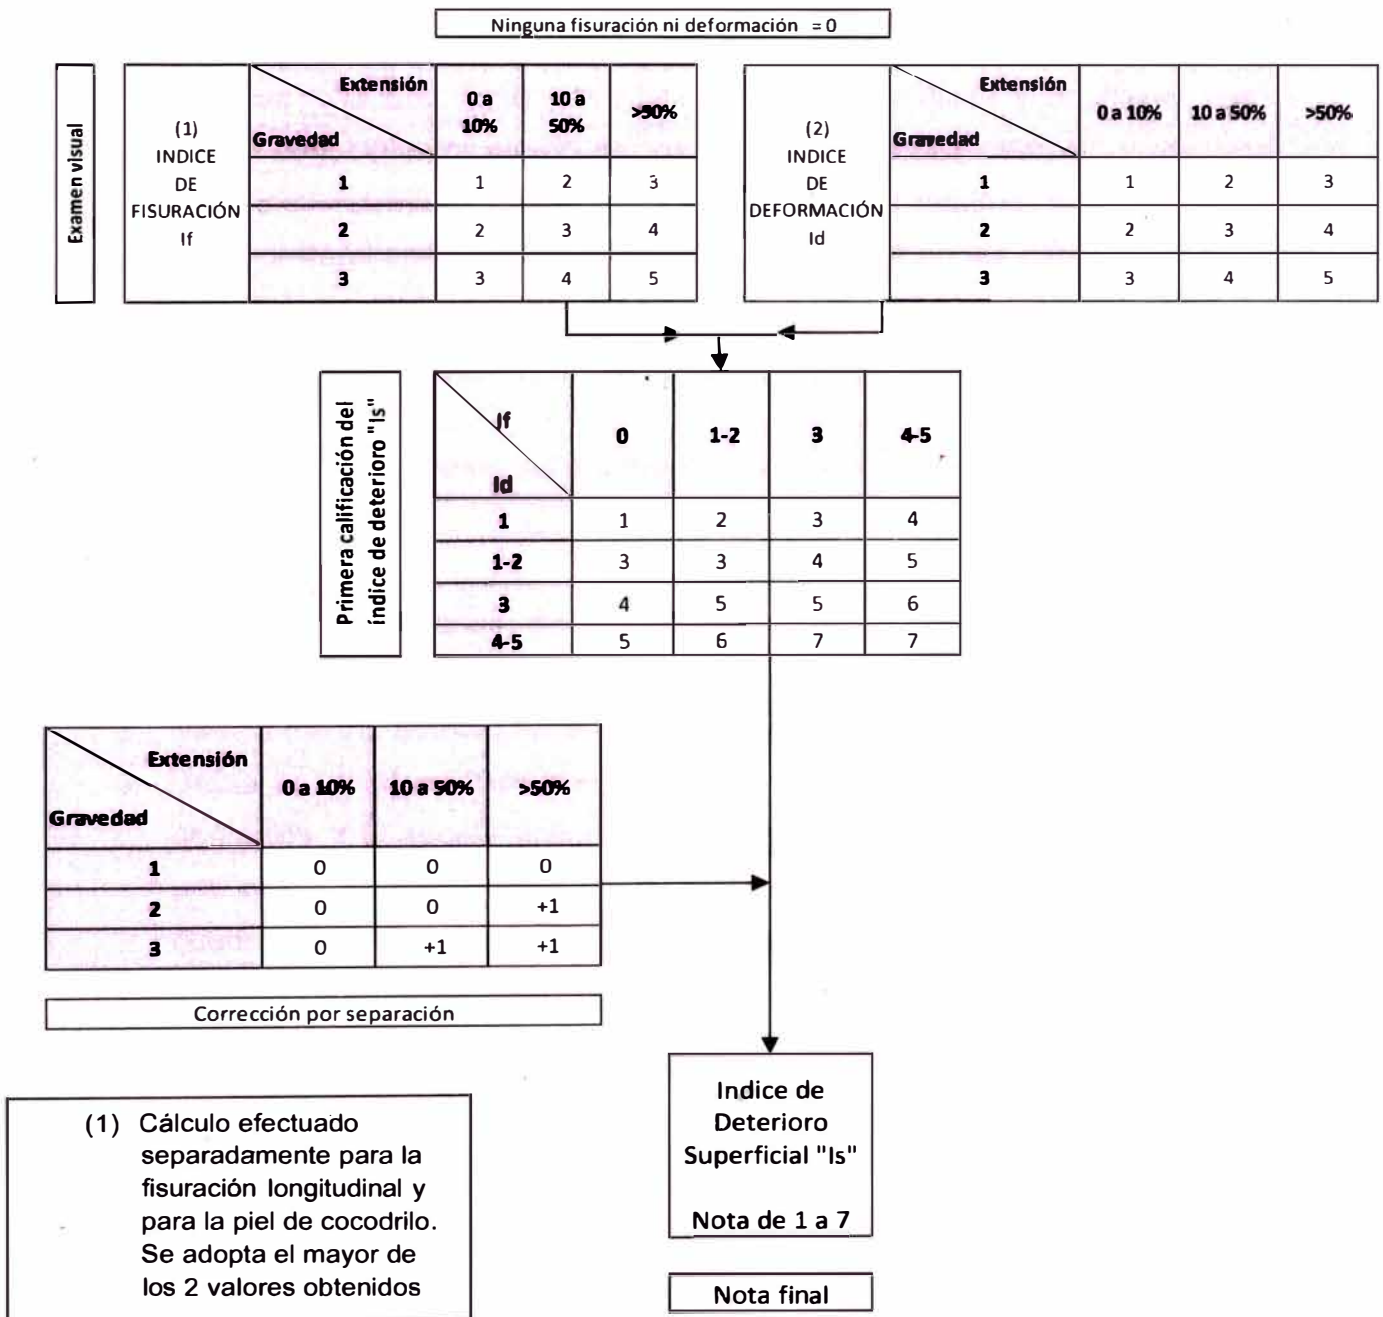 Ninguna fisuración ni deformación = 0
Examen visual
(1)
INDICE
DE
FISURACIÓN
If
Extensión
Gravedad
0 a 10%
10 a 50%
>50%
1 1 2 3
2 2 3 4
3 3 4 5
(2)
INDICE
DE
DEFORMACIÓN
Id
Extensión
Gravedad
0 a 10% 10 a 50% >50%
1 1 2 3
2 2 3 4
3 3 4 5
Primera calificación del
índice de deterioro "Is"
If
Id
0 1-2 3 4-5
1 1 2 3 4
1-2 3 3 4 5
3 4 5 5 6
4-5 5 6 7 7
Extensión
Gravedad
0 a 10% 10 a 50% >50%
1 0 0 0
2 0 0 +1
3 0 +1 +1
Corrección por separación
Indice de
Deterioro
Superficial "Is"
Nota de 1 a 7
Nota final
(1) Cálculo efectuado
separadamente para la
fisuración longitudinal y
para la piel de cocodrilo.
Se adopta el mayor de
los 2 valores obtenidos